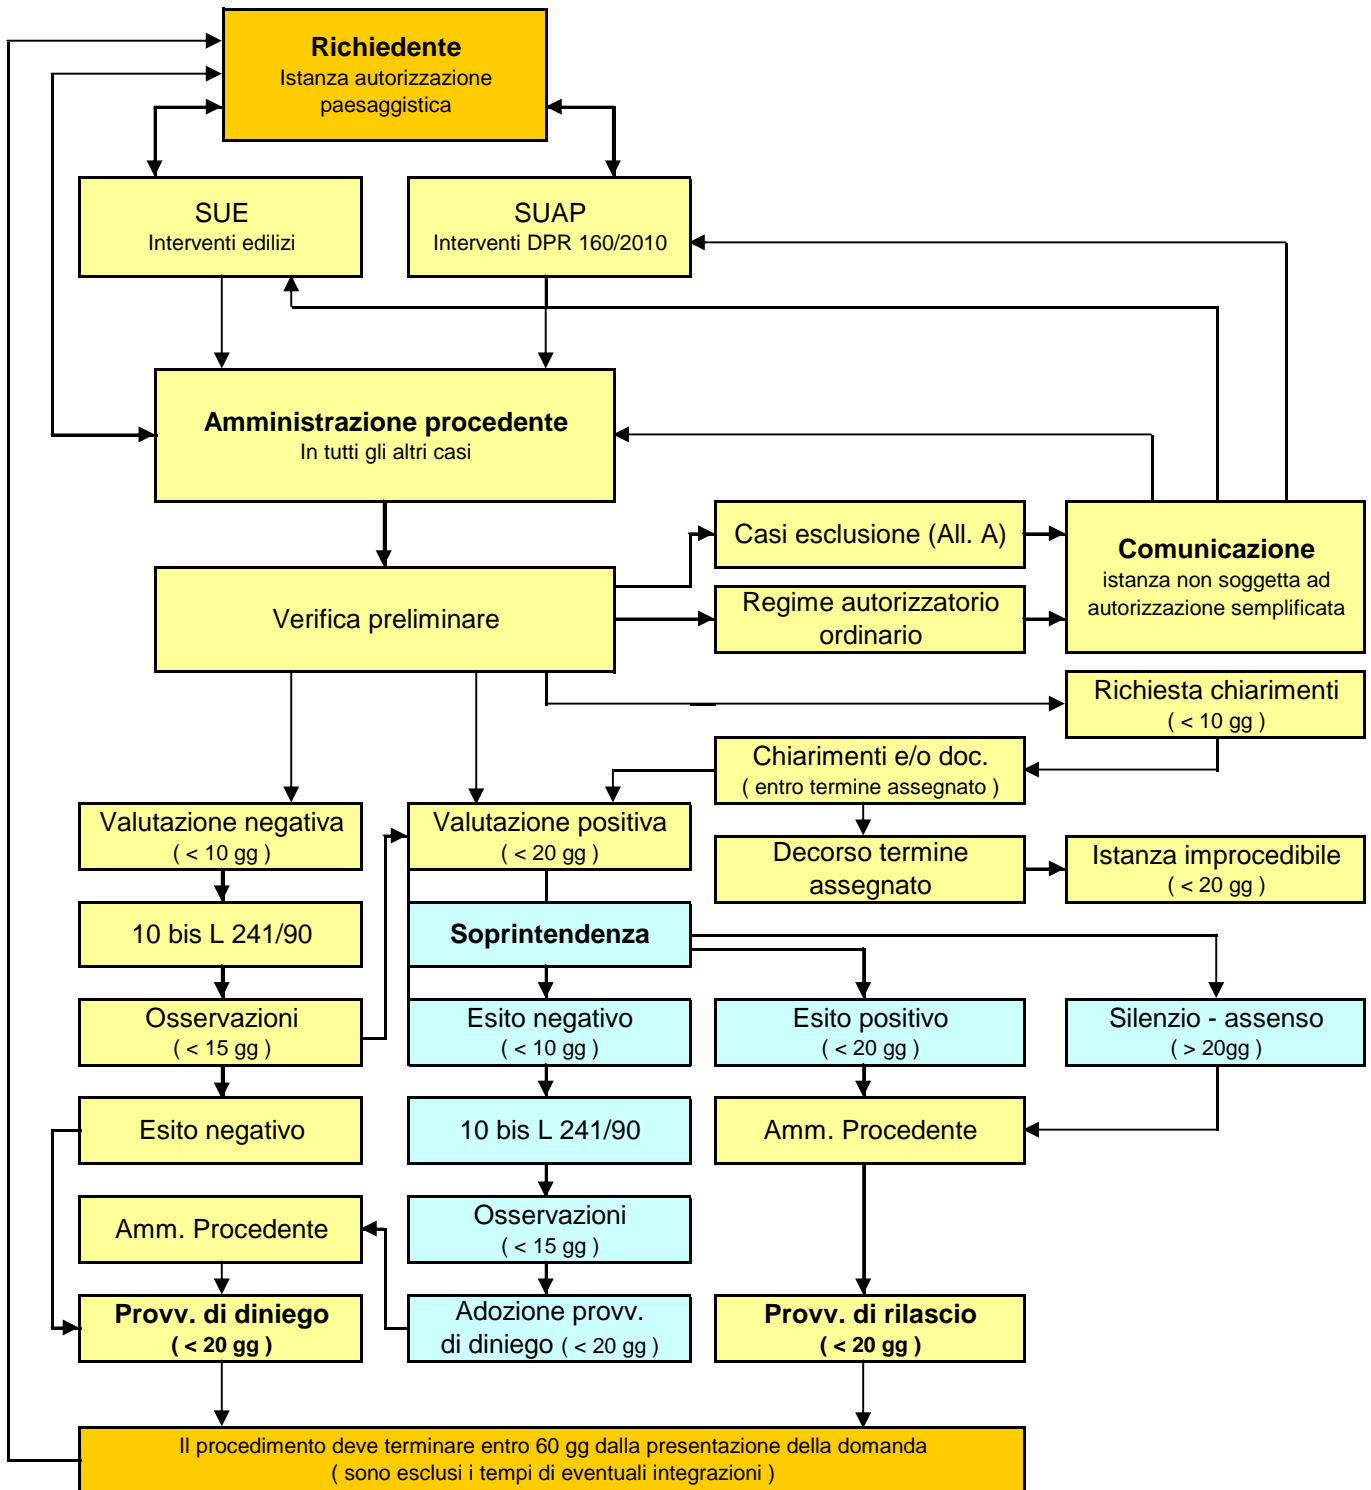 Richiedente
Istanza autorizzazione
paesaggistica
SUE
Interventi edilizi
SUAP
Interventi DPR 160/2010
Amministrazione procedente
In tutti gli altri casi
Casi esclusione (All. A)
Comunicazione
istanza non soggetta ad
autorizzazione semplificata
Verifica preliminare
Regime autorizzatorio
ordinario
Richiesta chiarimenti
( < 10 gg )
Chiarimenti e/o doc.
( entro termine assegnato )
Valutazione negativa
( < 10 gg )
Valutazione positiva
( < 20 gg )
Decorso termine
assegnato
Istanza improcedibile
( < 20 gg )
10 bis L 241/90
Soprintendenza
Osservazioni
( < 15 gg )
Esito negativo
( < 10 gg )
Esito positivo
( < 20 gg )
Silenzio - assenso
( > 20gg )
Esito negativo
10 bis L 241/90
Amm. Procedente
Amm. Procedente
Osservazioni
( < 15 gg )
Provv. di diniego
( < 20 gg )
Adozione provv.
di diniego ( < 20 gg )
Provv. di rilascio
( < 20 gg )
Il procedimento deve terminare entro 60 gg dalla presentazione della domanda
( sono esclusi i tempi di eventuali integrazioni )